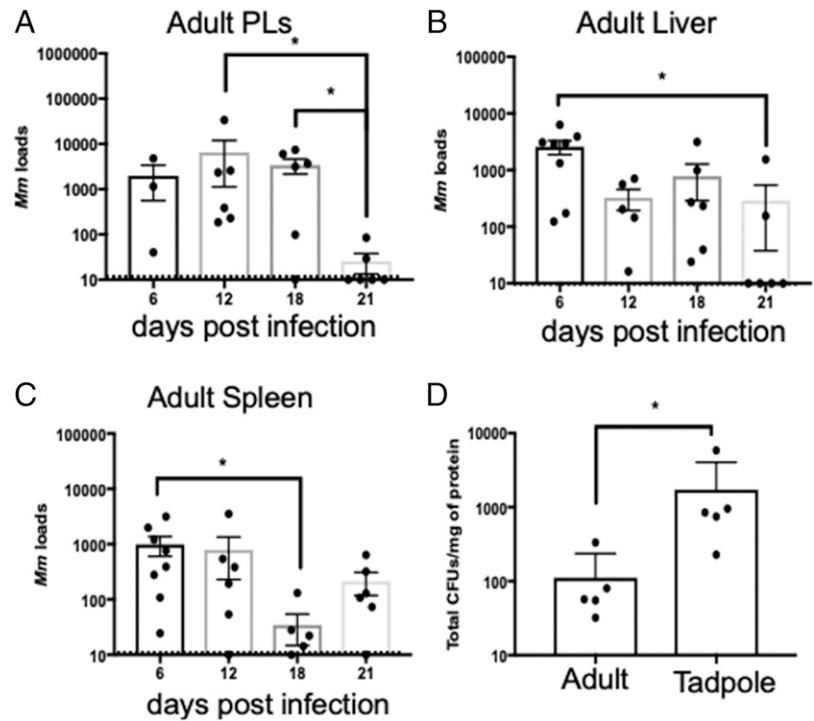 A
Adult PLs
*
*
1000000
100000
10000
1000
100
10
Mm loads
6 12 18 21
days post infection
B
Adult Liver
*
100000
10000
1000
100
10
Mm loads
6 12 18 21
days post infection
C
Adult Spleen
*
100000
10000
1000
100
10
Mm loads
6 12 18 21
days post infection
D
*
10000
1000
100
10
Total CFUs/mg of protein
Adult Tadpole